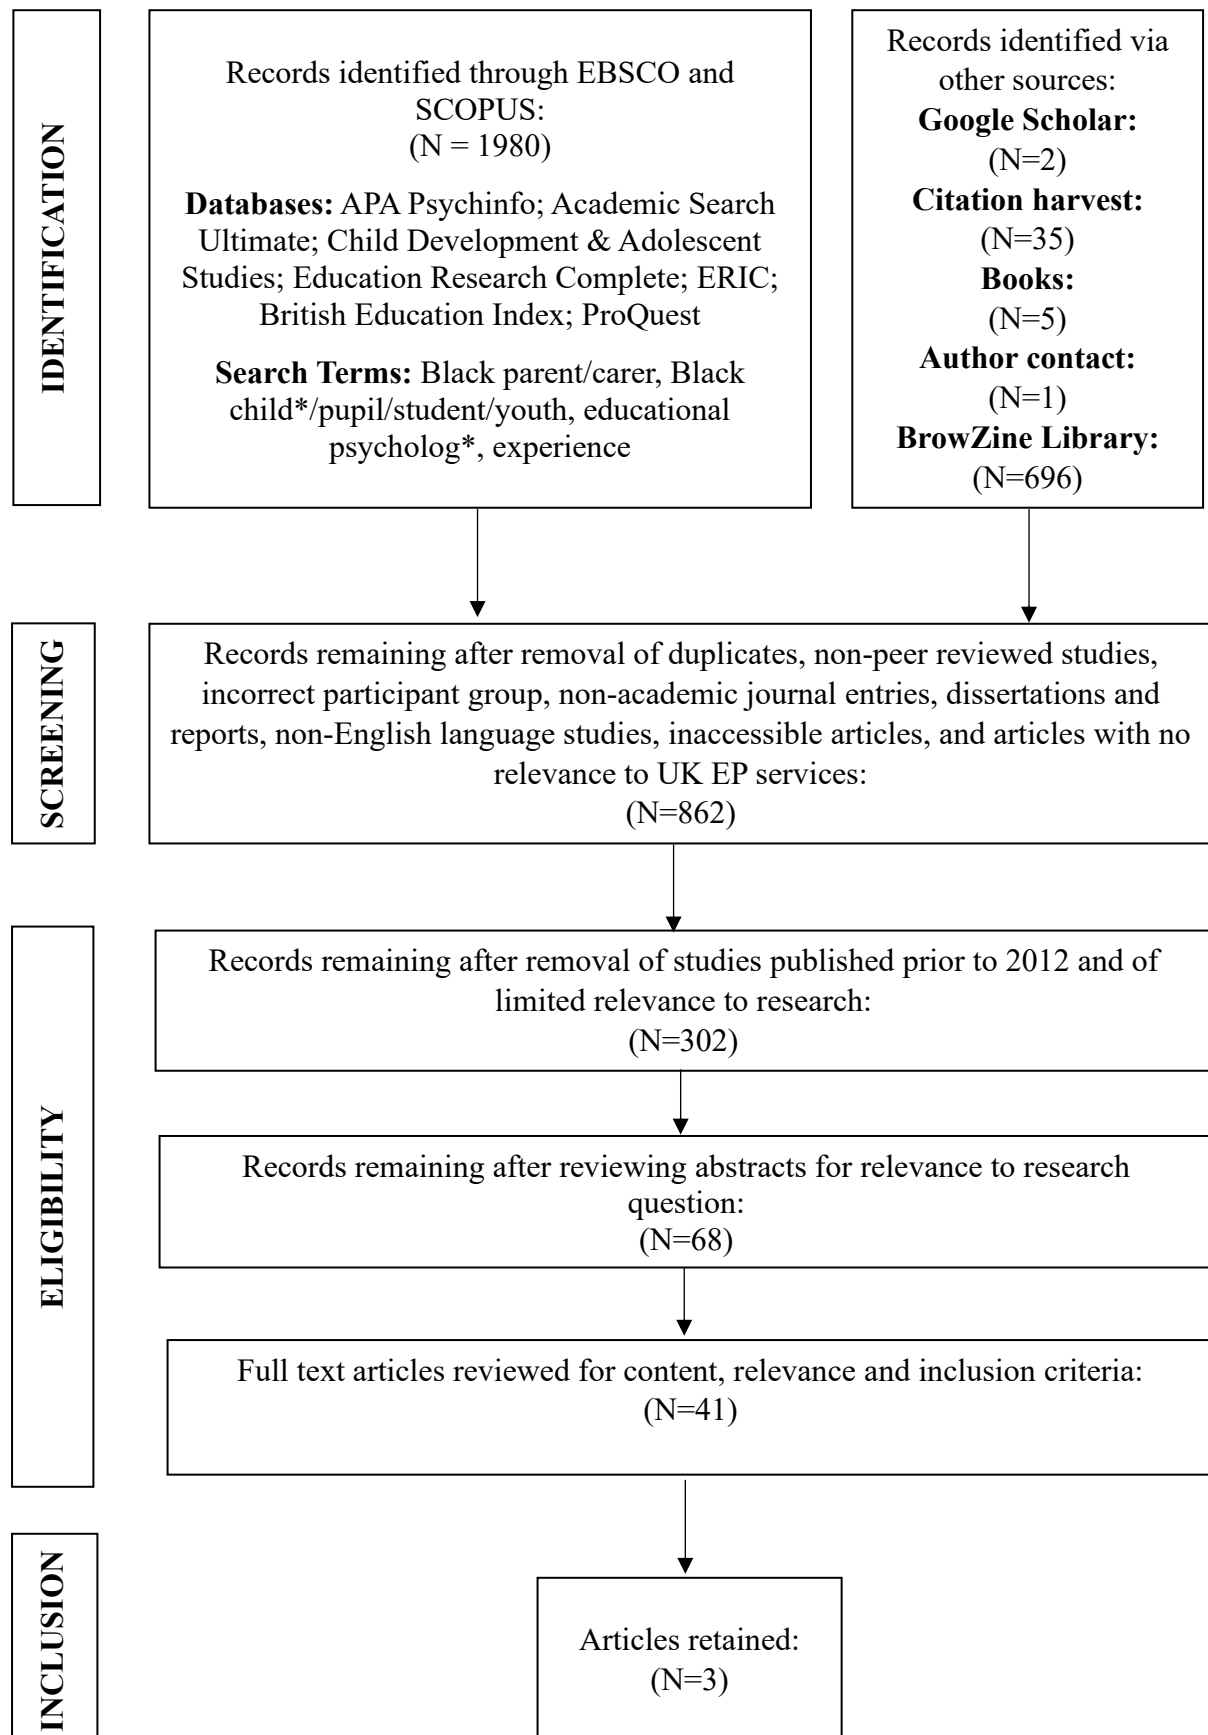 IDENTIFICATION
Records identified through EBSCO and
SCOPUS:
(N = 1980)
Databases: APA Psychinfo; Academic Search
Ultimate; Child Development & Adolescent
Studies; Education Research Complete; ERIC;
British Education Index; ProQuest
Search Terms: Black parent/carer, Black
child*/pupil/student/youth, educational
psycholog*, experience
Records identified via
other sources:
Google Scholar:
(N=2)
Citation harvest:
(N=35)
Books:
(N=5)
Author contact:
(N=1)
BrowZine Library:
(N=696)
SCREENING
Records remaining after removal of duplicates, non-peer reviewed studies,
incorrect participant group, non-academic journal entries, dissertations and
reports, non-English language studies, inaccessible articles, and articles with no
relevance to UK EP services:
(N=862)
ELIGIBILITY
Records remaining after removal of studies published prior to 2012 and of
limited relevance to research:
(N=302)
Records remaining after reviewing abstracts for relevance to research
question:
(N=68)
Full text articles reviewed for content, relevance and inclusion criteria:
(N=41)
INCLUSION
Articles retained:
(N=3)